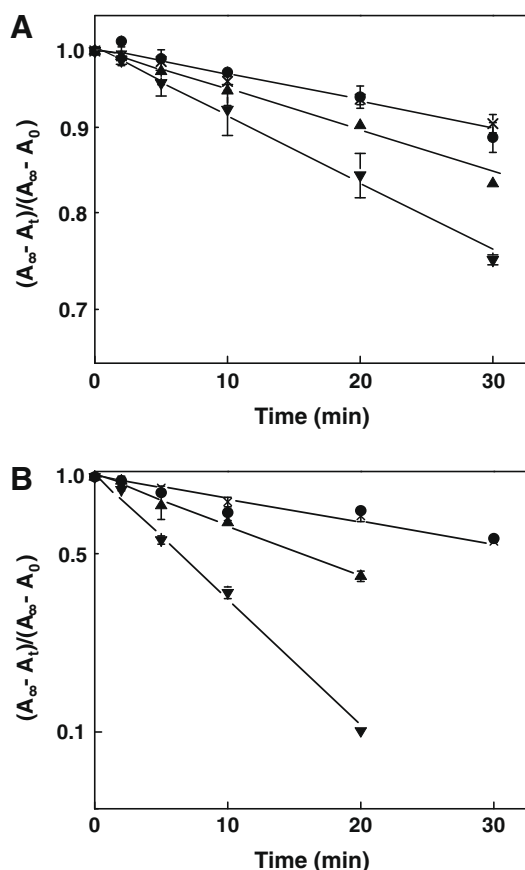 A
1.0
0.9
0.8
0.7
(A∞- At)/(A∞- A0)
0 10 20 30
Time (min)
B
1.0
0.5
0.1
(A∞- At)/(A∞- A0)
0 10 20 30
Time (min)